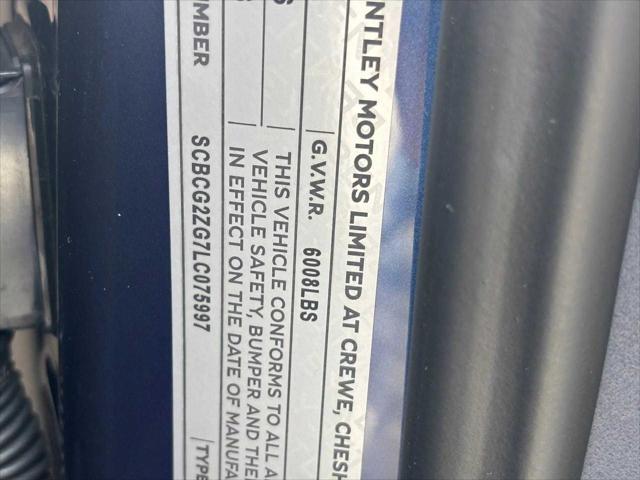 NTLEY MOTORS LIMITED AT CREWE, CHESH
G.V.W.R. 6008LBS
THIS VEHICLE CONFORMS TO ALL A
VEHICLE SAFETY, BUMPER AND THE
IN EFFECT ON THE DATE OF MANUFA
MBER SCBCG2ZG7LC075997 TYPE